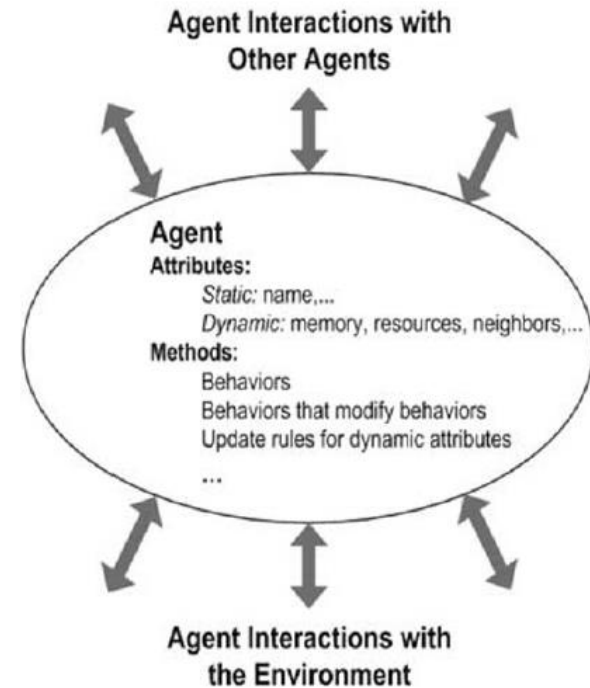 Agent Interactions with
Other Agents
Agent
Attributes:
Static: name,...
Dynamic: memory, resources, neighbors,...
Methods:
Behaviors
Behaviors that modify behaviors
Update rules for dynamic attributes
...
Agent Interactions with
the Environment